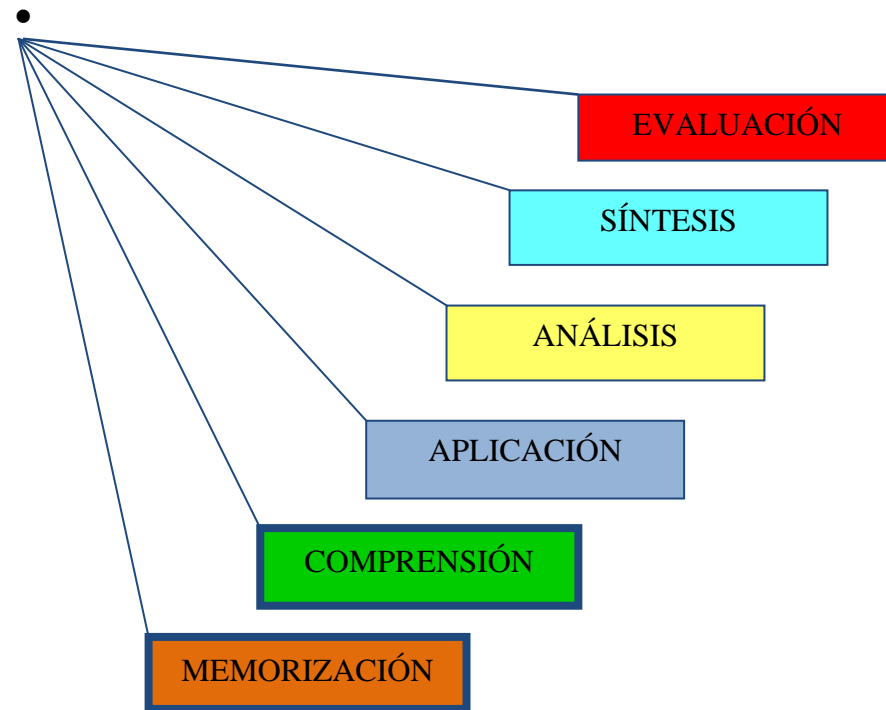 EVALUACIÓN
SÍNTESIS
ANÁLISIS
APLICACIÓN
COMPRENSIÓN
MEMORIZACIÓN